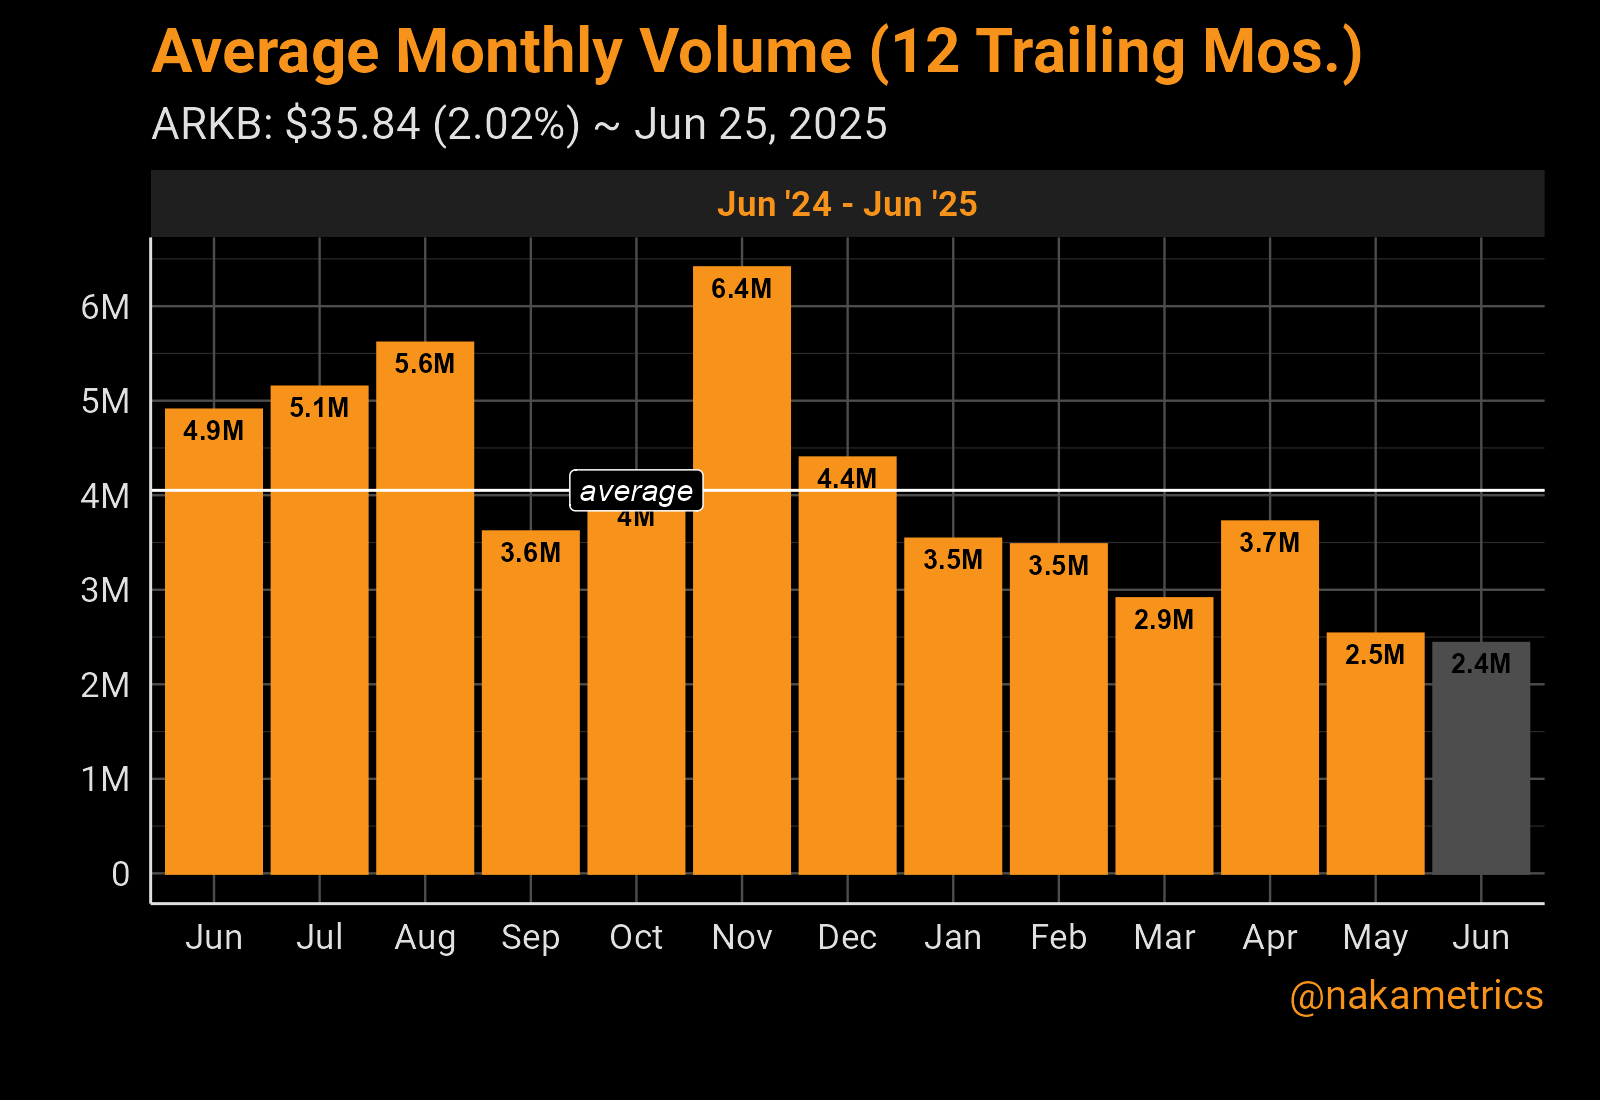 Average Monthly Volume (12 Trailing Mos.)
ARKB: $35.84 (2.02%) ~ Jun 25, 2025
Jun '24 - Jun '25
6M
5M
4M
3M
2M
1M
0
4.9M
5.1M
5.6M
3.6M
4M
6.4M
4.4M
3.5M
3.5M
2.9M
3.7M
2.5M
2.4M
average
Jun Jul Aug Sep Oct Nov Dec Jan Feb Mar Apr May Jun
@nakametrics